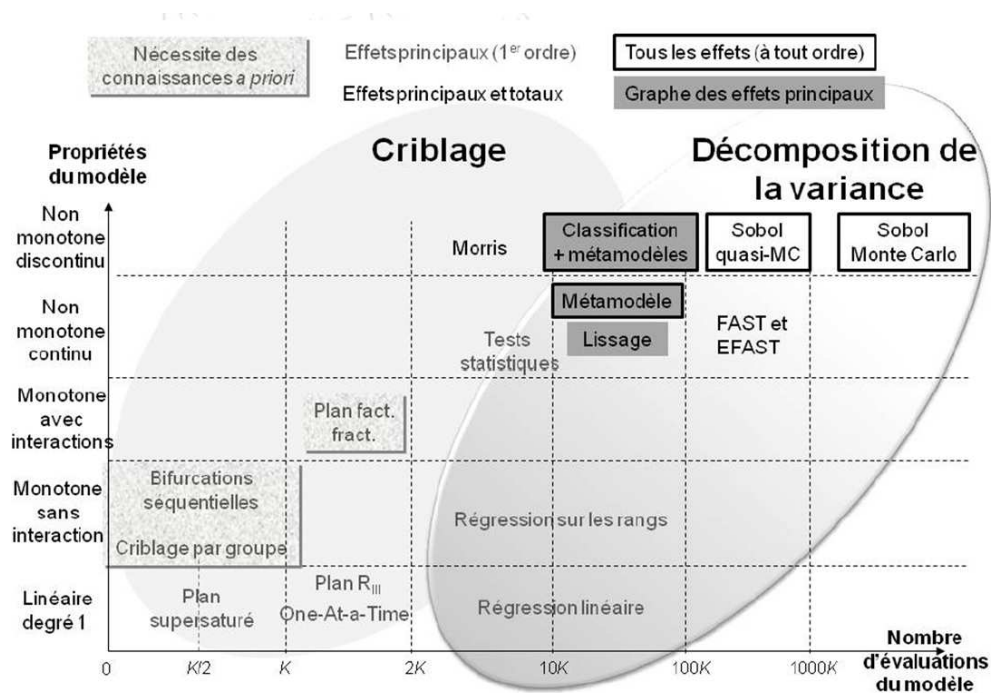 Nécessite des
connaissances a priori
Effets principaux (1er ordre)
Tous les effets (à tout ordre)
Effets principaux et totaux
Graphe des effets principaux
Criblage
Décomposition de
la variance
Propriétés
du modèle
Non
monotone
discontinu
Morris
Classification
+ métamodèles
Sobol
quasi-MC
Sobol
Monte Carlo
Non
monotone
continu
Tests
statistiques
Métamodèle
Lissage
FAST et
EFAST
Monotone
avec
interactions
Plan fact.
fract.
Monotone
sans
interaction
Bifurcations
séquentielles
Criblage par groupe
Régression sur les rangs
Linéaire
degré 1
Plan
supersaturé
Plan RIII
One-At-a-Time
Régression linéaire
0
K/2
K
2K
10K
100K
1000K
Nombre
d'évaluations
du modèle